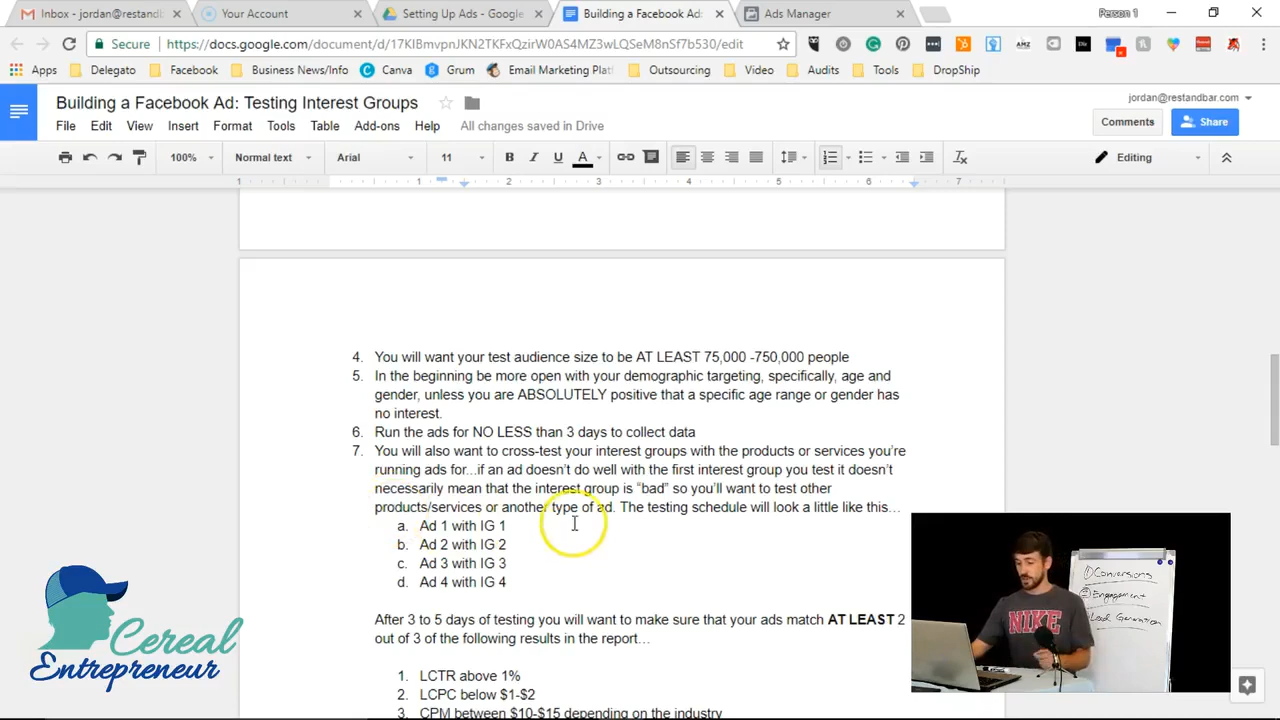 Inbox - jordan@restandb
Your Account
Setting Up Ads - Google
Building a Facebook Ad:
Ads Manager
Person 1
Secure
https://docs.google.com/document/d/17KIBmvpnJKN2TKFxQzirW0AS4MZ3wLQSeM8nSf7b530/edit
Apps
Delegato
Facebook
Business News/Info
Canva
Grum
Email Marketing Plat
Outsourcing
Video
Audits
Tools
DropShip
Building a Facebook Ad: Testing Interest Groups
jordan@restandbar.com
File Edit View Insert Format Tools Table Add-ons Help All changes saved in Drive
Comments
Share
100% Normal text Arial 11 B I U A
Editing
1 1 2 3 4 5 6 7
4. You will want your test audience size to be AT LEAST 75,000 -750,000 people
5. In the beginning be more open with your demographic targeting, specifically, age and
gender, unless you are ABSOLUTELY positive that a specific age range or gender has
no interest.
6. Run the ads for NO LESS than 3 days to collect data
7. You will also want to cross-test your interest groups with the products or services you're
running ads for...if an ad doesn't do well with the first interest group you test it doesn't
necessarily mean that the interest group is “bad” so you'll want to test other
products/services or another type of ad. The testing schedule will look a little like this…
a. Ad 1 with IG 1
b. Ad 2 with IG 2
c. Ad 3 with IG 3
d. Ad 4 with IG 4
After 3 to 5 days of testing you will want to make sure that your ads match AT LEAST 2
out of 3 of the following results in the report…
1. LCTR above 1%
2. LCPC below $1-$2
3. CPM between $10-$15 depending on the industry
Cereal
Entrepreneur
NIKE
① Conversions
② Engagement
Lead Generation